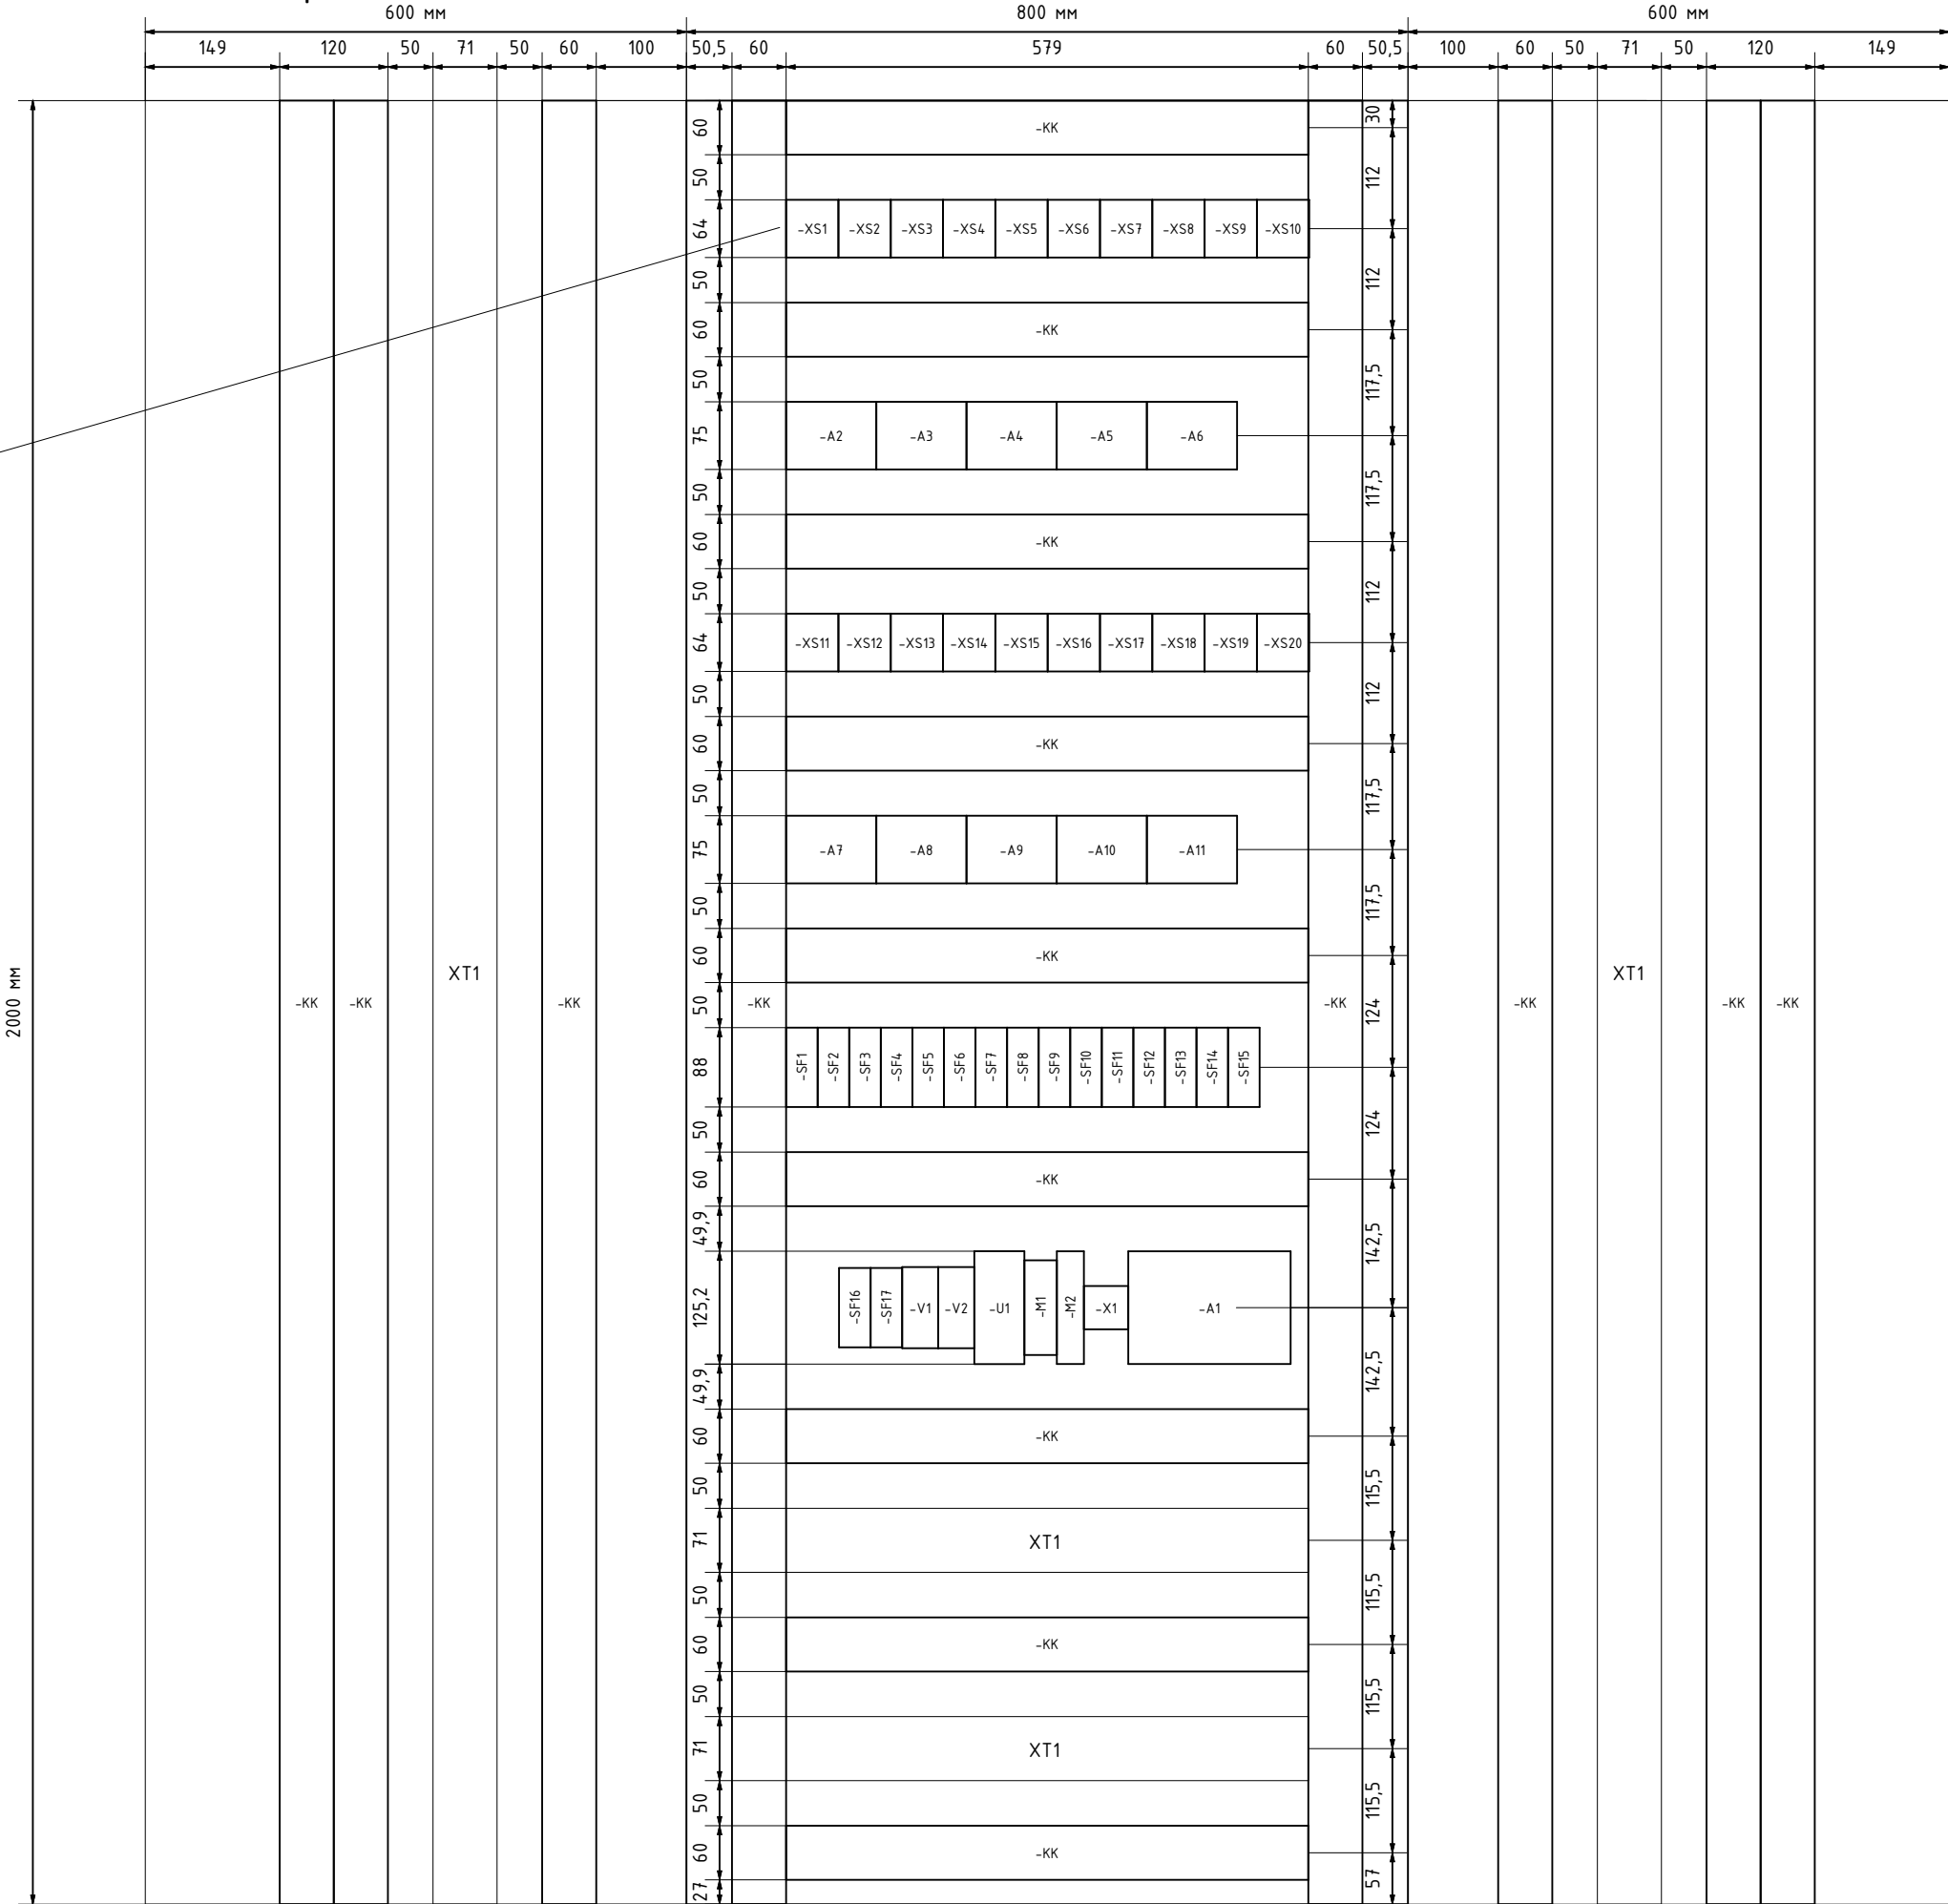 600 мм 800 мм 600 мм
149 120 50 71 50 60 100 50,5 60 579 60 50,5 100 60 50 71 50 120 149
60 -KK 30
50 112
64 -XS1 -XS2 -XS3 -XS4 -XS5 -XS6 -XS7 -XS8 -XS9 -XS10
50 112
60 -KK
50 117,5
75 -A2 -A3 -A4 -A5 -A6
50 117,5
60 -KK
50 112
64 -XS11 -XS12 -XS13 -XS14 -XS15 -XS16 -XS17 -XS18 -XS19 -XS20
50 112
60 -KK
50 117,5
75 -A7 -A8 -A9 -A10 -A11
50 117,5
60 -KK
XT1 XT1
2000 мм -KK -KK -KK 50 -KK -KK 124 -KK -KK -KK
88 -SF1 -SF2 -SF3 -SF4 -SF5 -SF6 -SF7 -SF8 -SF9 -SF10 -SF11 -SF12 -SF13 -SF14 -SF15
50 124
60 -KK
49,9 142,5
125,2 -SF16 -SF17 -V1 -V2 -U1 -M1 -M2 -X1 -A1
49,9 142,5
60 -KK
50 115,5
71 XT1
50 115,5
60 -KK
50 115,5
71 XT1
50 115,5
60 -KK
27 57